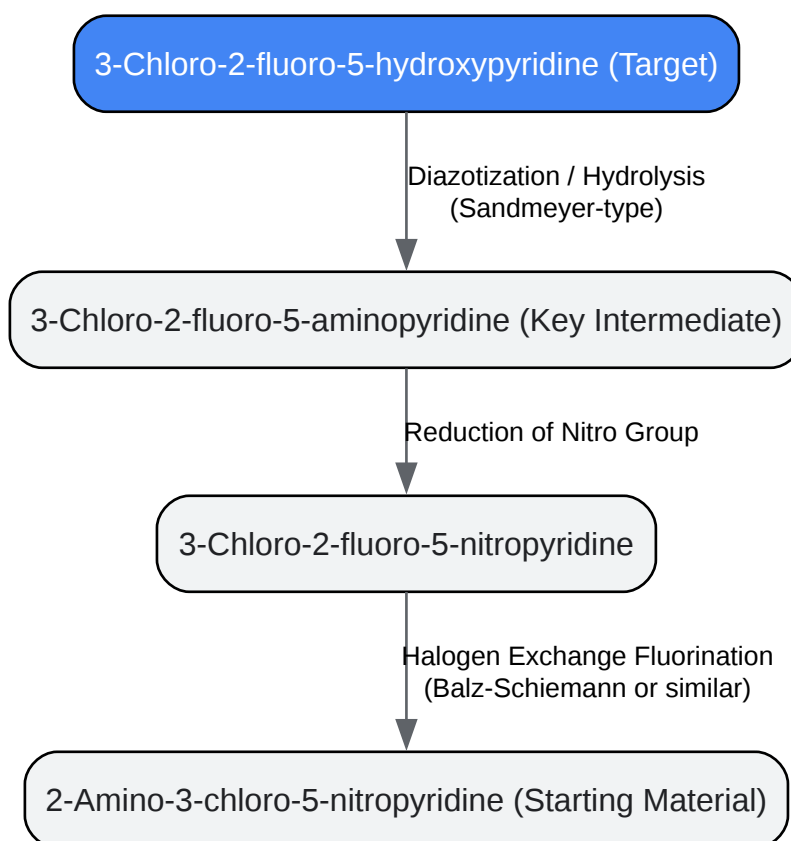 3-Chloro-2-fluoro-5-hydroxypyridine (Target)
Diazotization / Hydrolysis
(Sandmeyer-type)
3-Chloro-2-fluoro-5-aminopyridine (Key Intermediate)
Reduction of Nitro Group
3-Chloro-2-fluoro-5-nitropyridine
Halogen Exchange Fluorination
(Balz-Schiemann or similar)
2-Amino-3-chloro-5-nitropyridine (Starting Material)